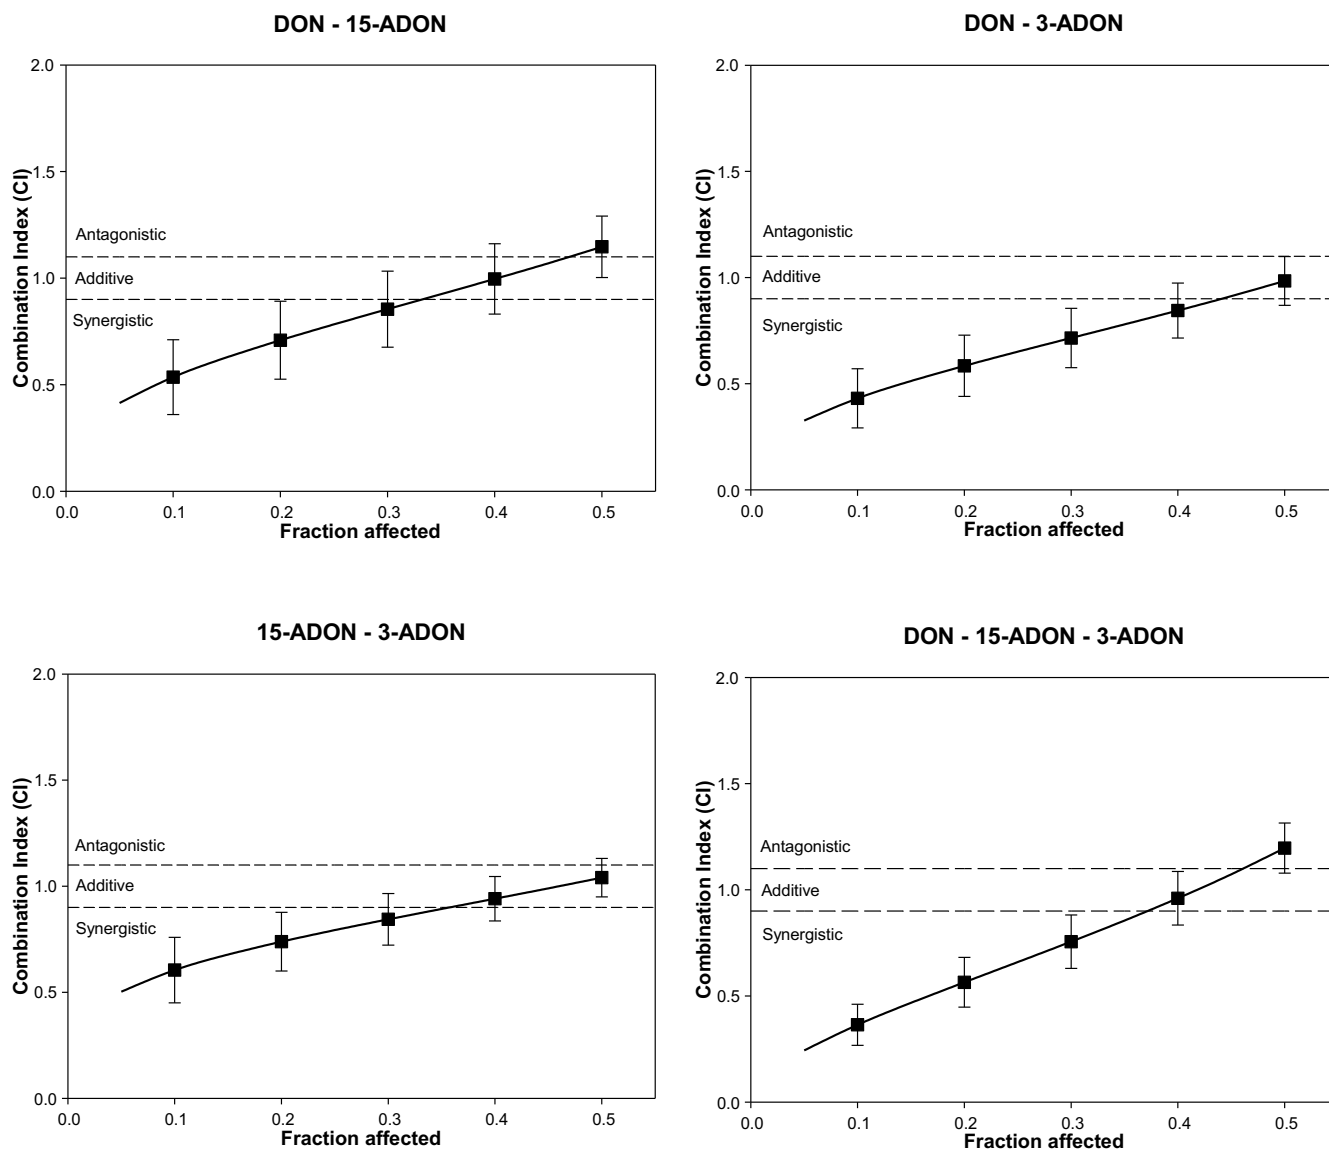 DON - 15-ADON
2.0
1.5
1.0
0.5
0.0
Combination Index (CI)
Antagonistic
Additive
Synergistic
0.0 0.1 0.2 0.3 0.4 0.5
Fraction affected
DON - 3-ADON
2.0
1.5
1.0
0.5
0.0
Combination Index (CI)
Antagonistic
Additive
Synergistic
0.0 0.1 0.2 0.3 0.4 0.5
Fraction affected
15-ADON - 3-ADON
2.0
1.5
1.0
0.5
0.0
Combination Index (CI)
Antagonistic
Additive
Synergistic
0.0 0.1 0.2 0.3 0.4 0.5
Fraction affected
DON - 15-ADON - 3-ADON
2.0
1.5
1.0
0.5
0.0
Combination Index (CI)
Antagonistic
Additive
Synergistic
0.0 0.1 0.2 0.3 0.4 0.5
Fraction affected